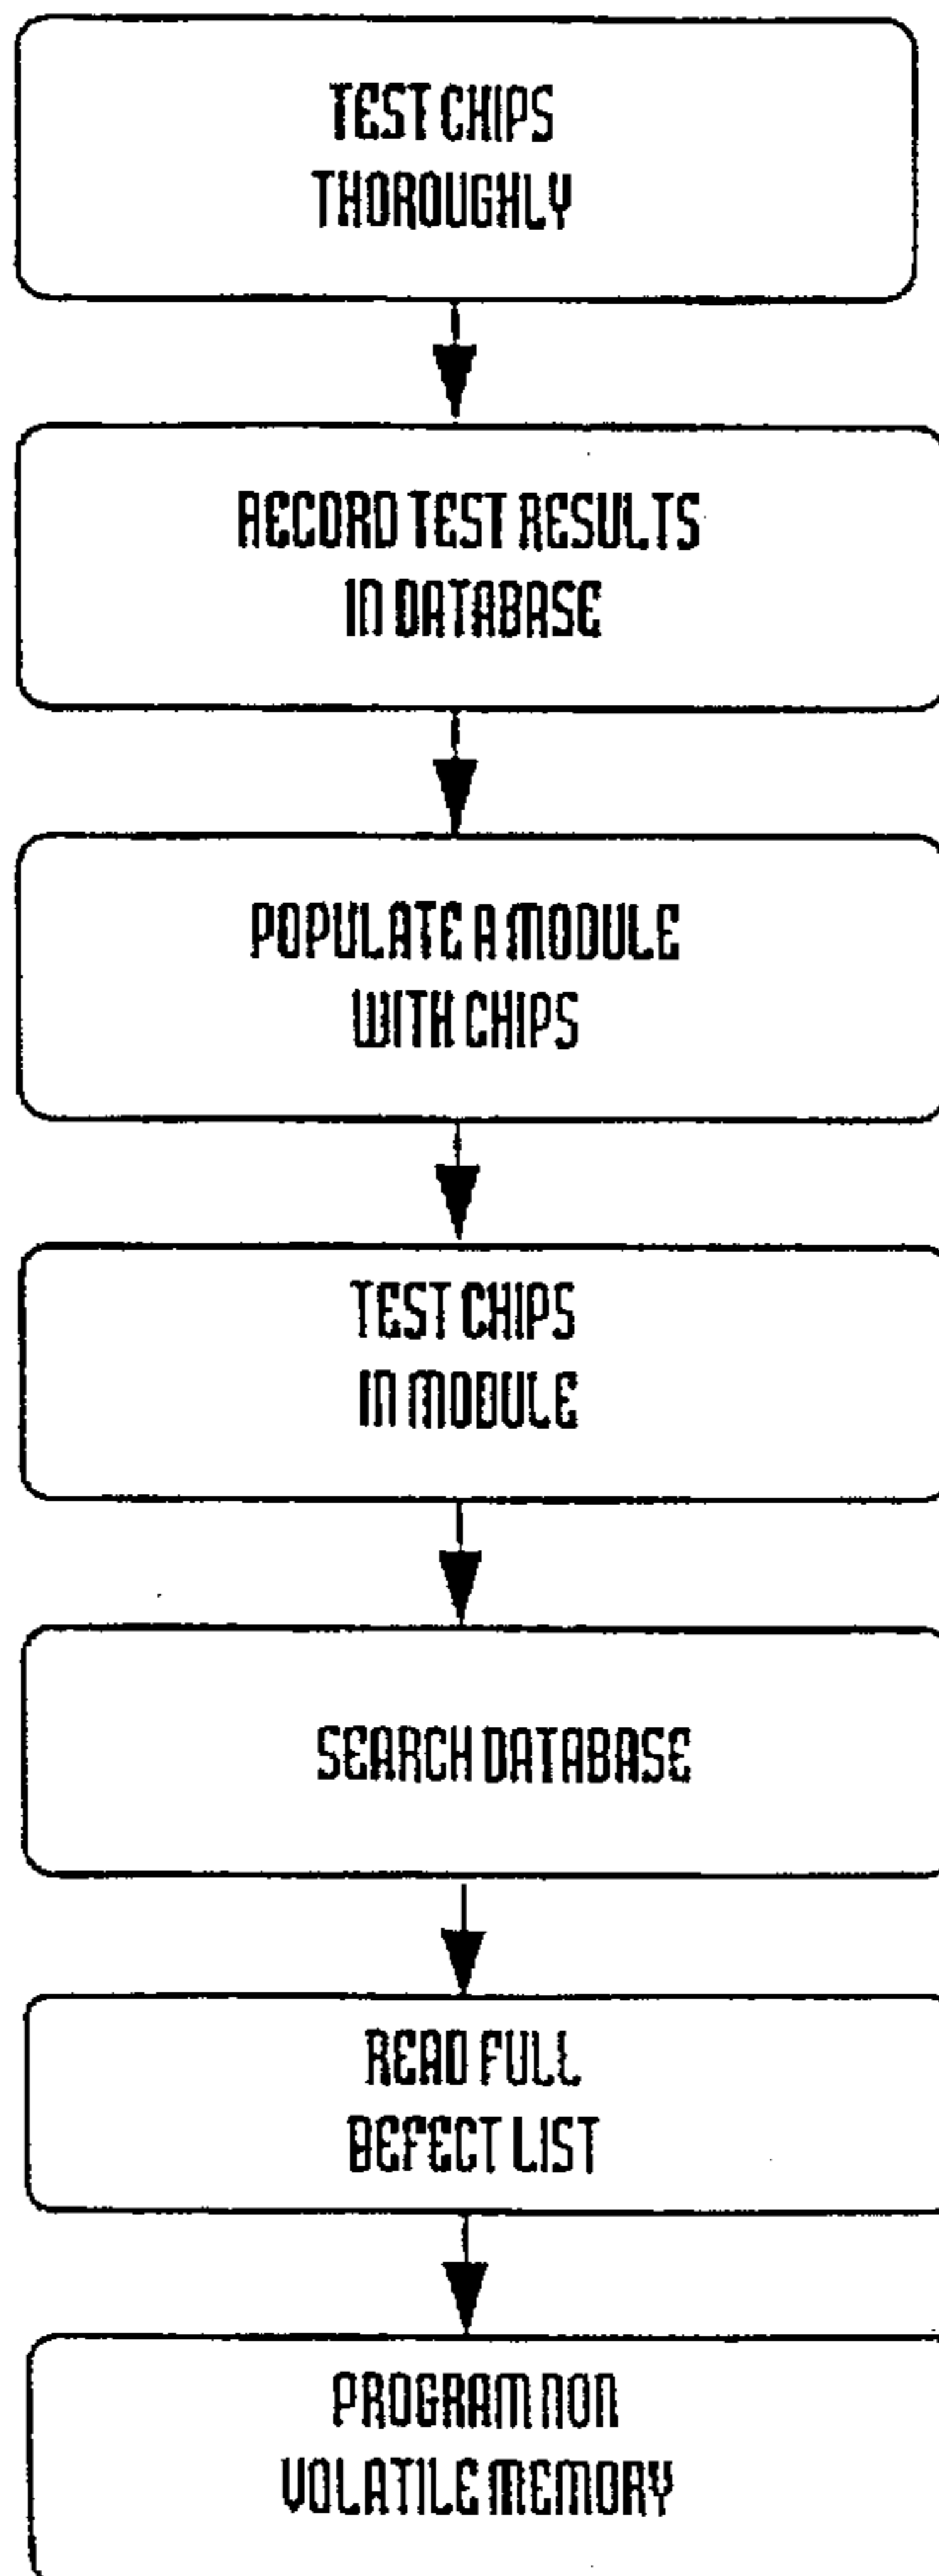 TEST CHIPS
THOROUGHLY
RECORD TEST RESULTS
IN DATABASE
POPULATE A MODULE
WITH CHIPS
TEST CHIPS
IN MODULE
SEARCH DATABASE
READ FULL
DEFECT LIST
PROGRAM NON
VOLATILE MEMORY